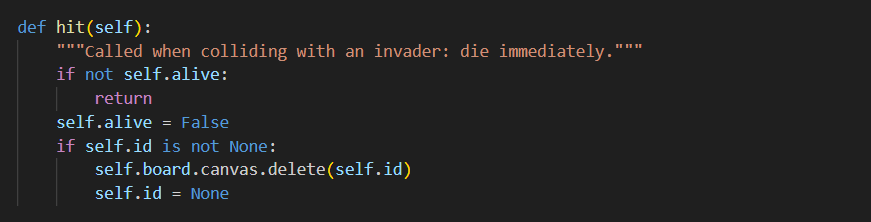 def hit(self):
    """Called when colliding with an invader: die immediately."""
    if not self.alive:
        return
    self.alive = False
    if self.id is not None:
        self.board.canvas.delete(self.id)
        self.id = None